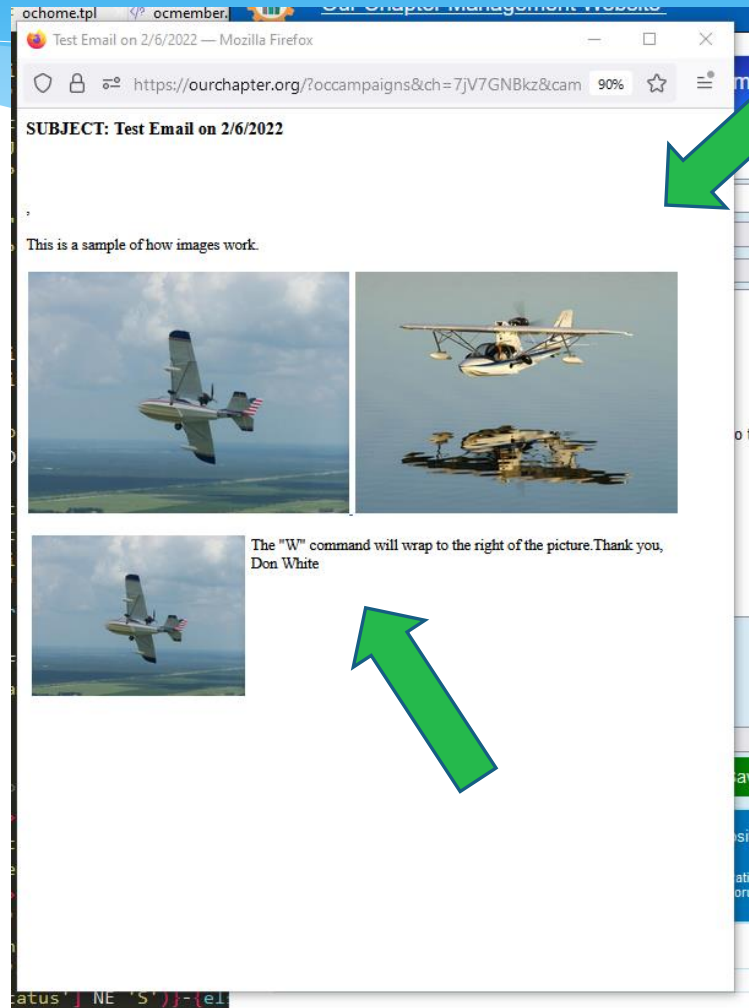 ochome.tpl ocmember.
Our Chapter Management Website
Test Email on 2/6/2022 — Mozilla Firefox
https://ourchapter.org/?occampaigns&ch=7jV7GNBkz&cam 90%
SUBJECT: Test Email on 2/6/2022
,
This is a sample of how images work.
The "W" command will wrap to the right of the picture.Thank you,
Don White
atus'] NE 'S')}-{el